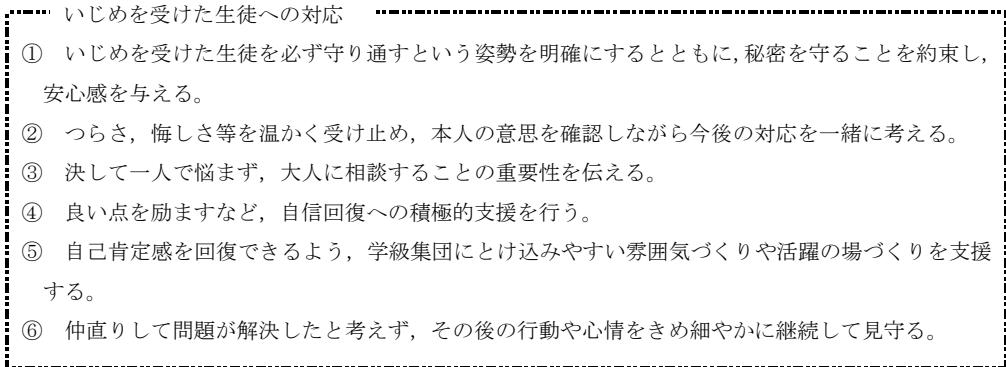 いじめを受けた生徒への対応
① いじめを受けた生徒を必ず守り通すという姿勢を明確にするとともに,秘密を守ることを約束し,
安心感を与える。
② つらさ，悔しさ等を温かく受け止め，本人の意思を確認しながら今後の対応を一緒に考える。
③ 決して一人で悩まず，大人に相談することの重要性を伝える。
④ 良い点を励ますなど，自信回復への積極的支援を行う。
⑤ 自己肯定感を回復できるよう，学級集団にとけ込みやすい雰囲気づくりや活躍の場づくりを支援
する。
⑥ 仲直りして問題が解決したと考えず，その後の行動や心情をきめ細やかに継続して見守る。